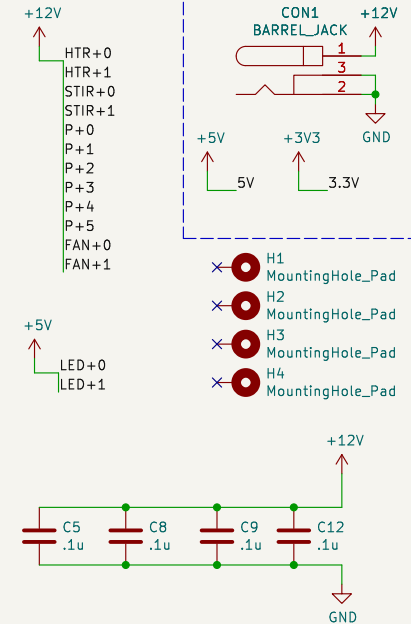 +12V
HTR+0
HTR+1
STIR+0
STIR+1
P+0
P+1
P+2
P+3
P+4
P+5
FAN+0
FAN+1
CON1
BARREL_JACK
+12V
1
3
2
GND
+5V
5V
+3V3
3.3V
H1
MountingHole_Pad
H2
MountingHole_Pad
H3
MountingHole_Pad
H4
MountingHole_Pad
+5V
LED+0
LED+1
+12V
C5
.1u
C8
.1u
C9
.1u
C12
.1u
GND